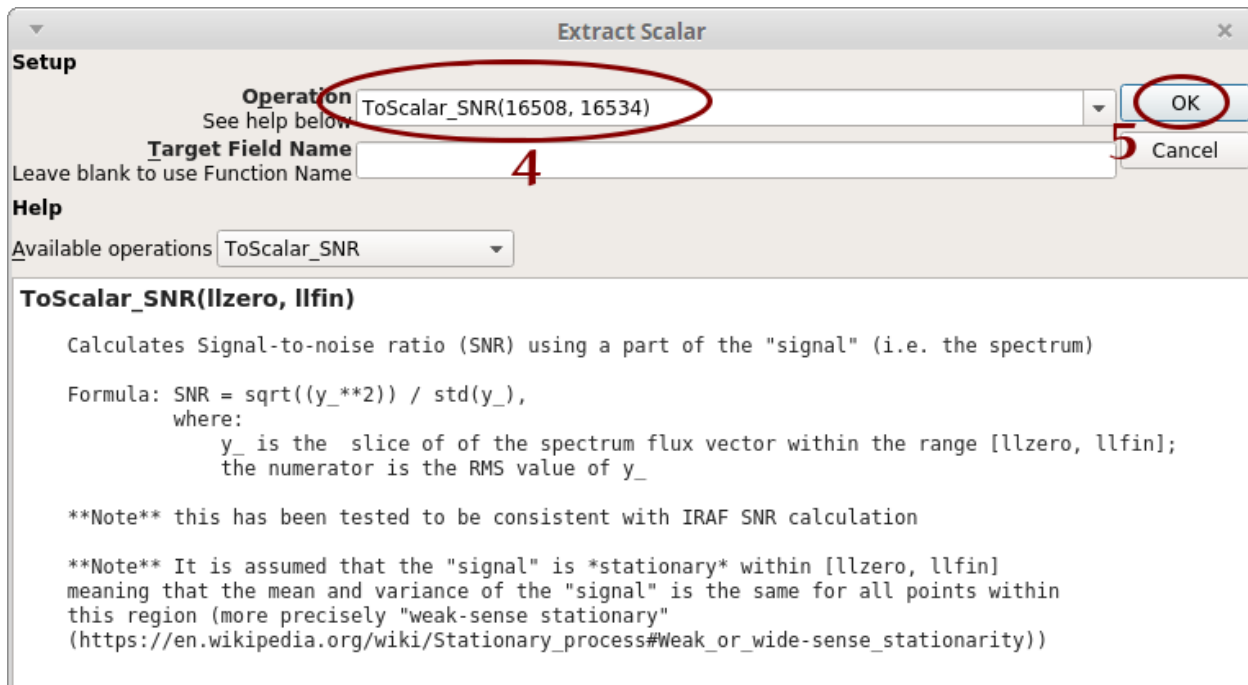 Extract Scalar
Setup
Operation
See help below
ToScalar_SNR(16508, 16534)
OK
Target Field Name
Leave blank to use Function Name
4
5
Cancel
Help
Available operations ToScalar_SNR
ToScalar_SNR(llzero, llfin)
Calculates Signal-to-noise ratio (SNR) using a part of the "signal" (i.e. the spectrum)
Formula: SNR = sqrt((y_**2)) / std(y_),
where:
y_ is the  slice of of the spectrum flux vector within the range [llzero, llfin];
the numerator is the RMS value of y_
**Note** this has been tested to be consistent with IRAF SNR calculation
**Note** It is assumed that the "signal" is *stationary* within [llzero, llfin]
meaning that the mean and variance of the "signal" is the same for all points within
this region (more precisely "weak-sense stationary"
(https://en.wikipedia.org/wiki/Stationary_process#Weak_or_wide-sense_stationarity))